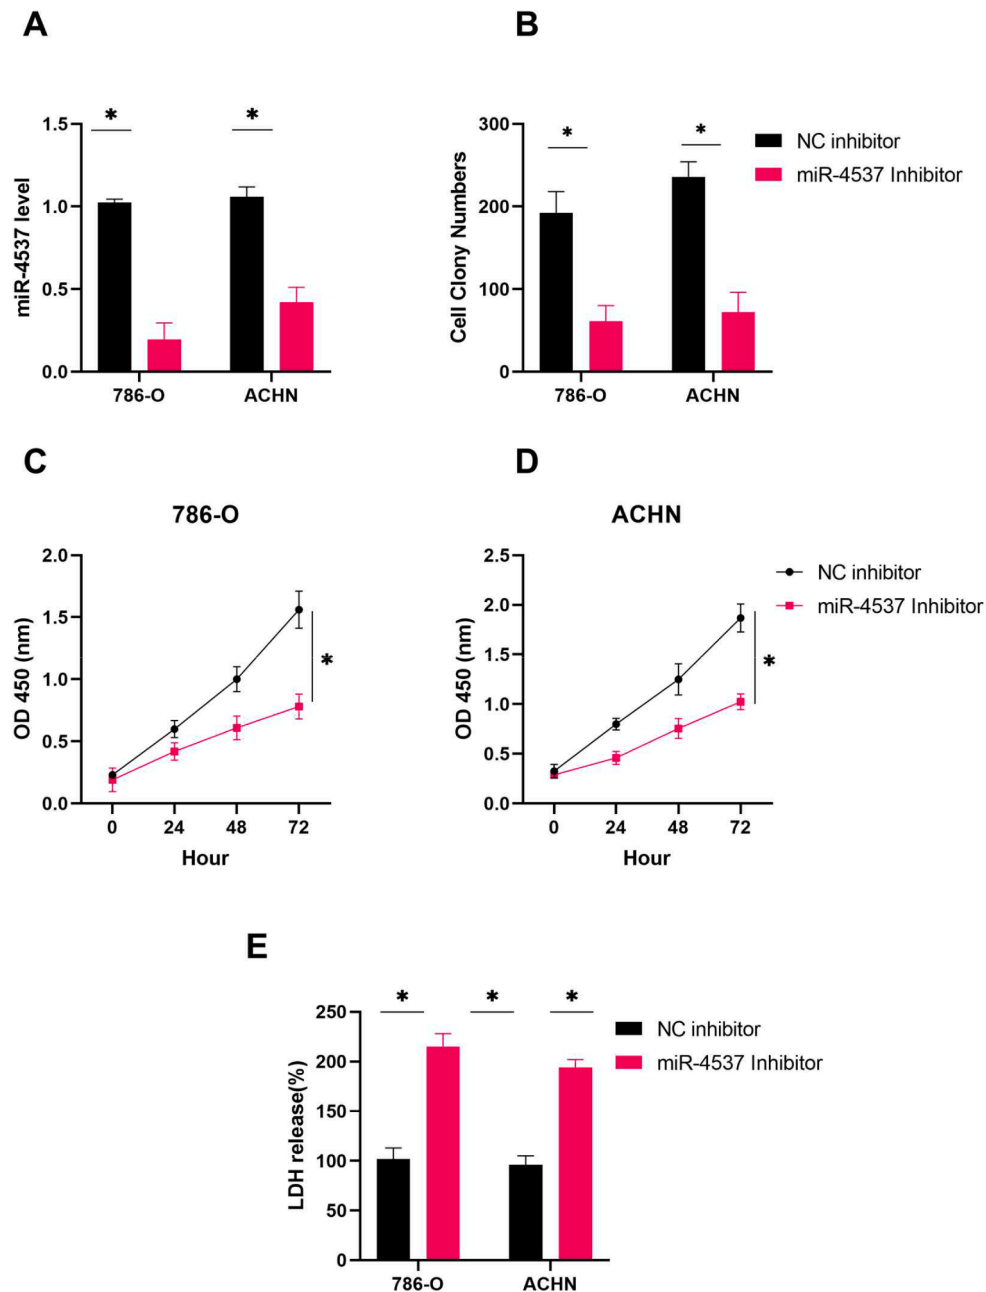 A
B
* *
1.5
1.0
0.5
0.0
miR-4537 level
786-O ACHN
* *
300
200
100
0
Cell Clony Numbers
786-O ACHN
NC inhibitor
miR-4537 Inhibitor
C
D
786-O
2.0
1.5
1.0
0.5
0.0
OD 450 (nm)
*
0 24 48 72
Hour
ACHN
2.5
2.0
1.5
1.0
0.5
0.0
OD 450 (nm)
*
0 24 48 72
Hour
NC inhibitor
miR-4537 Inhibitor
E
* * *
250
200
150
100
50
0
LDH release(%)
786-O ACHN
NC inhibitor
miR-4537 Inhibitor